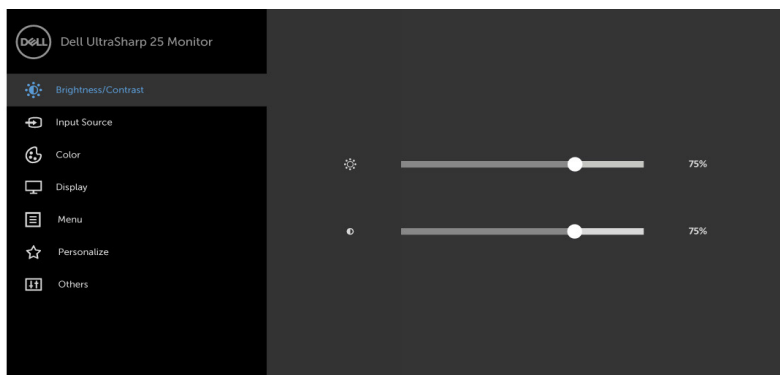 DELL
Dell UltraSharp 25 Monitor
Brightness/Contrast
Input Source
Color
75%
Display
Menu
75%
Personalize
Others